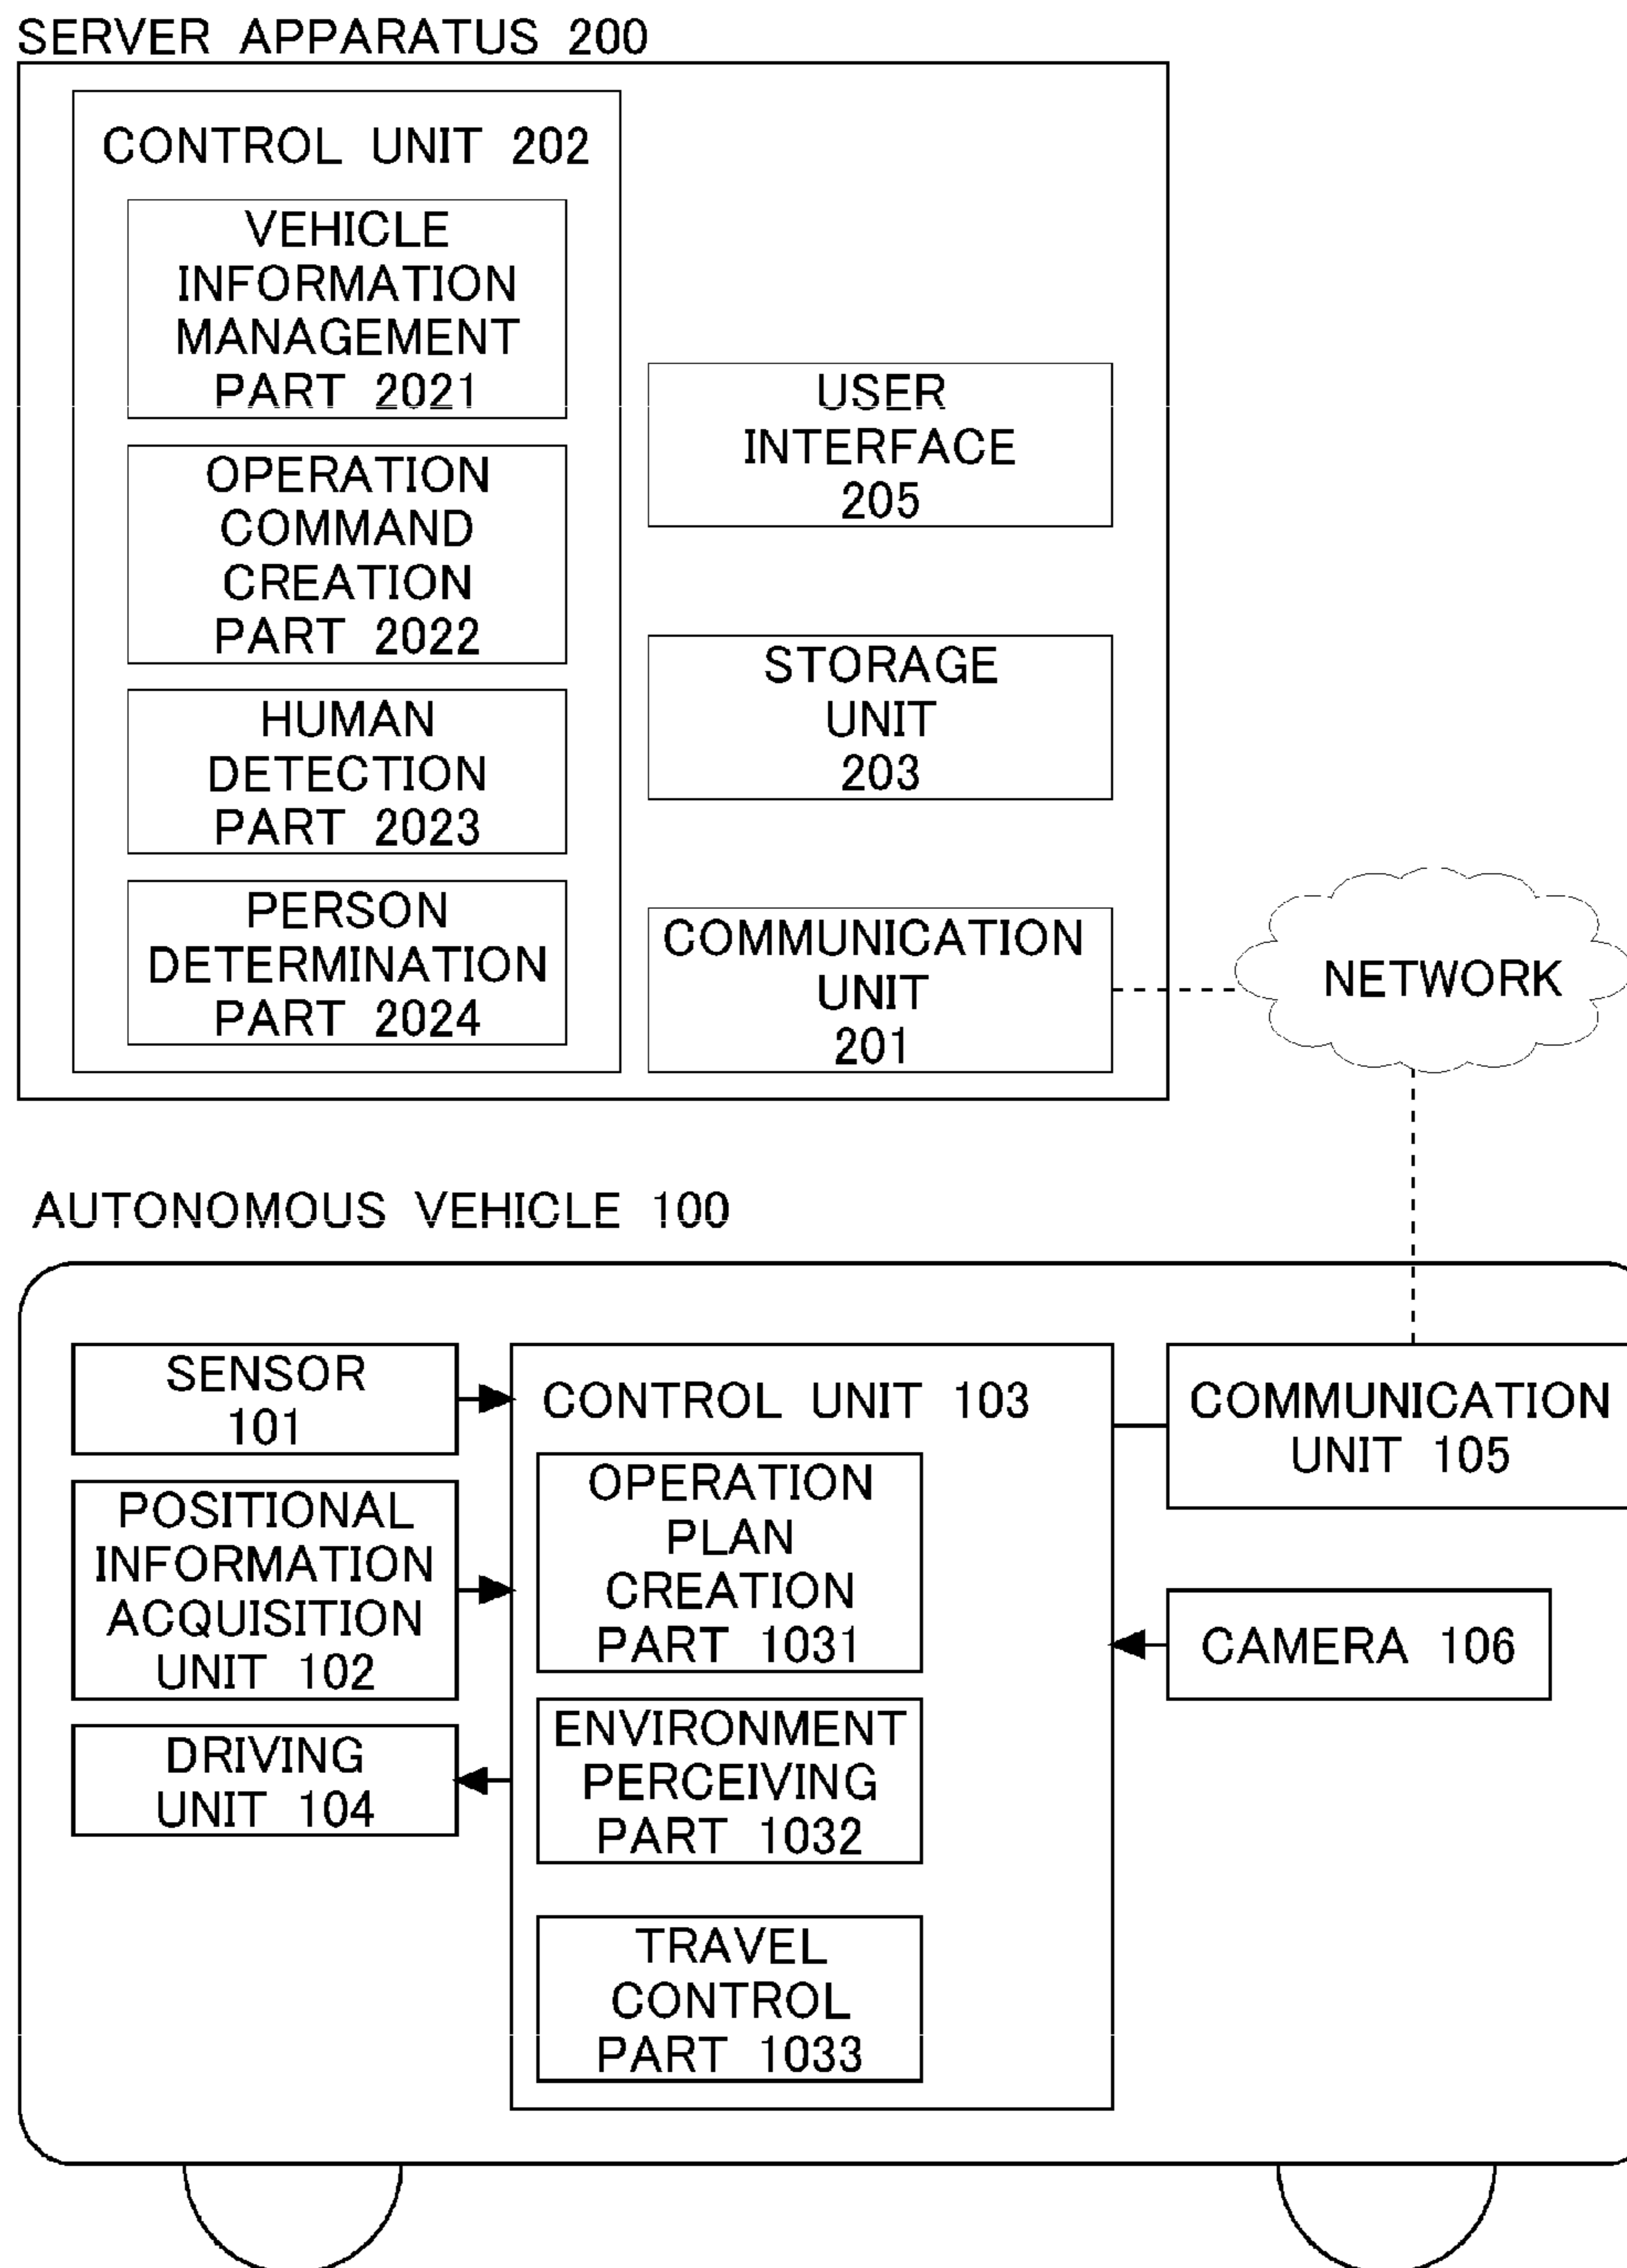 SERVER APPARATUS 200
CONTROL UNIT 202
VEHICLE
INFORMATION
MANAGEMENT
PART 2021
OPERATION
COMMAND
CREATION
PART 2022
HUMAN
DETECTION
PART 2023
PERSON
DETERMINATION
PART 2024
USER
INTERFACE
205
STORAGE
UNIT
203
COMMUNICATION
UNIT
201
NETWORK
AUTONOMOUS VEHICLE 100
SENSOR
101
POSITIONAL
INFORMATION
ACQUISITION
UNIT 102
DRIVING
UNIT 104
CONTROL UNIT 103
OPERATION
PLAN
CREATION
PART 1031
ENVIRONMENT
PERCEIVING
PART 1032
TRAVEL
CONTROL
PART 1033
COMMUNICATION
UNIT 105
CAMERA 106